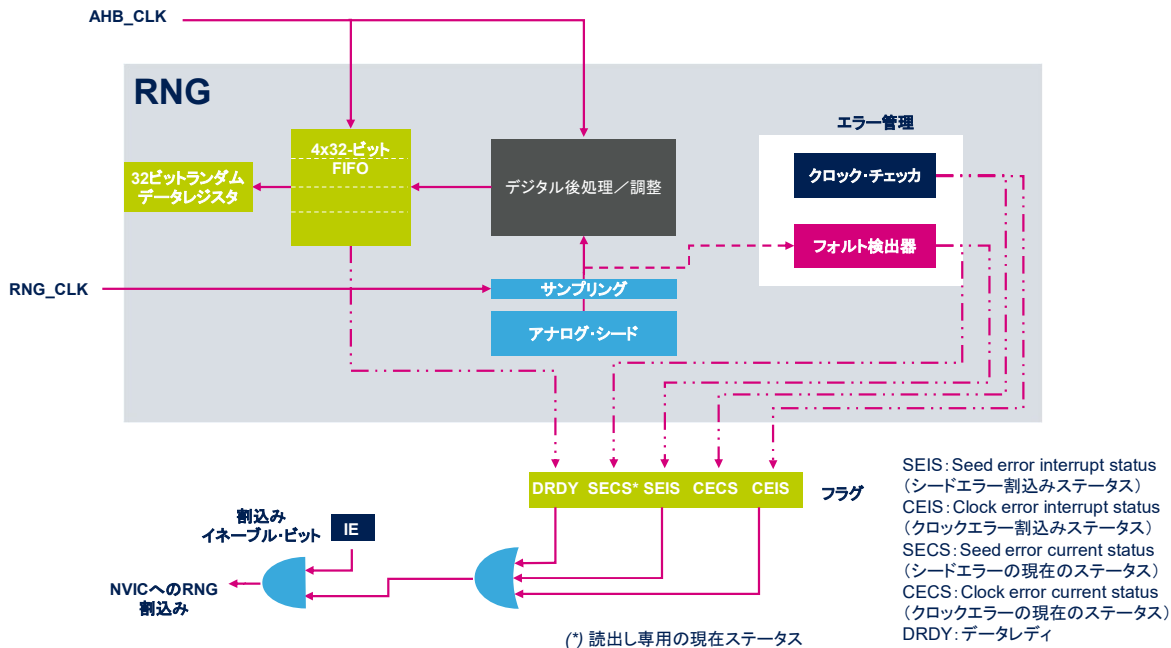 AHB_CLK
RNG
エラー管理
4x32-ビット
FIFO
クロック・チェッカ
32ビットランダム
データレジスタ
デジタル後処理／調整
フォルト検出器
RNG_CLK
サンプリング
アナログ・シード
DRDY SECS* SEIS CECS CEIS
フラグ
SEIS：Seed error interrupt status
（シードエラー割込みステータス）
CEIS：Clock error interrupt status
（クロックエラー割込みステータス）
SECS：Seed error current status
（シードエラーの現在のステータス）
CECS：Clock error current status
（クロックエラーの現在のステータス）
DRDY：データレディ
割込み
イネーブル・ビット
IE
NVICへのRNG
割込み
(*) 読出し専用の現在ステータス